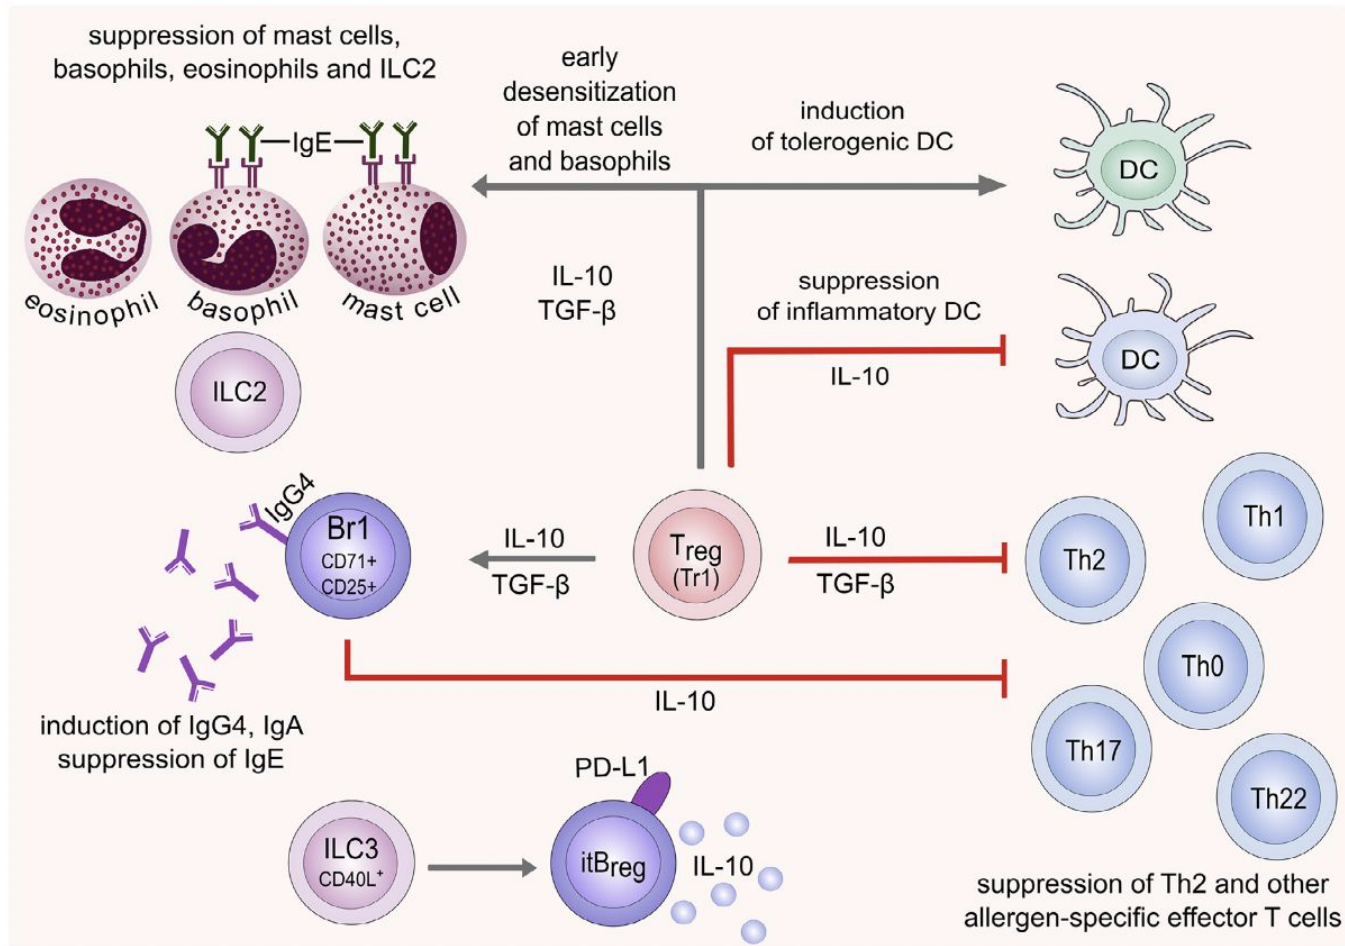 suppression of mast cells,
basophils, eosinophils and ILC2
early
desensitization
of mast cells
and basophils
induction
of tolerogenic DC
DC
IgE
eosinophil
basophil
mast cell
IL-10
TGF-β
suppression
of inflammatory DC
IL-10
DC
ILC2
IgG4
Br1
CD71+
CD25+
IL-10
TGF-β
Treg
(Tr1)
IL-10
TGF-β
Th2
Th1
Th0
Th17
Th22
IL-10
induction of IgG4, IgA
suppression of IgE
PD-L1
ILC3
CD40L⁺
itBreg
IL-10
suppression of Th2 and other
allergen-specific effector T cells